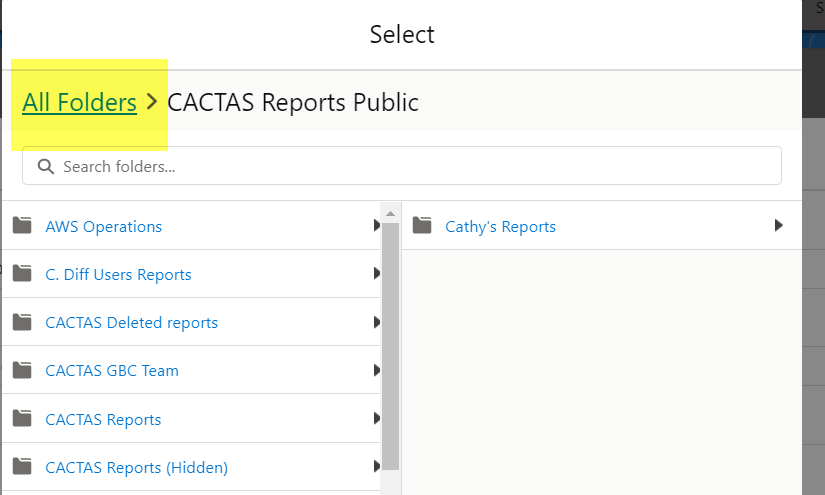 Select
All Folders > CACTAS Reports Public
Search folders...
AWS Operations
Cathy's Reports
C. Diff Users Reports
CACTAS Deleted reports
CACTAS GBC Team
CACTAS Reports
CACTAS Reports (Hidden)